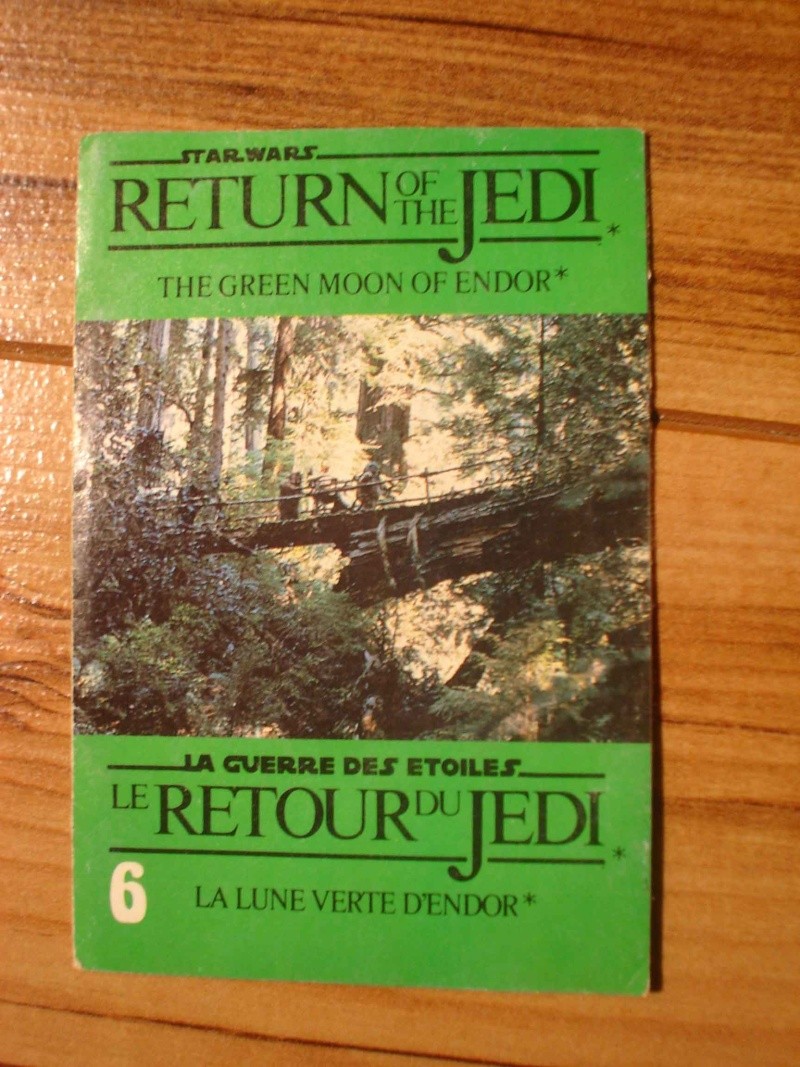 STAR WARS
RETURN OF THE JEDI*
THE GREEN MOON OF ENDOR*
LA GUERRE DES ETOILES
LE RETOUR DU JEDI*
6
LA LUNE VERTE D'ENDOR*